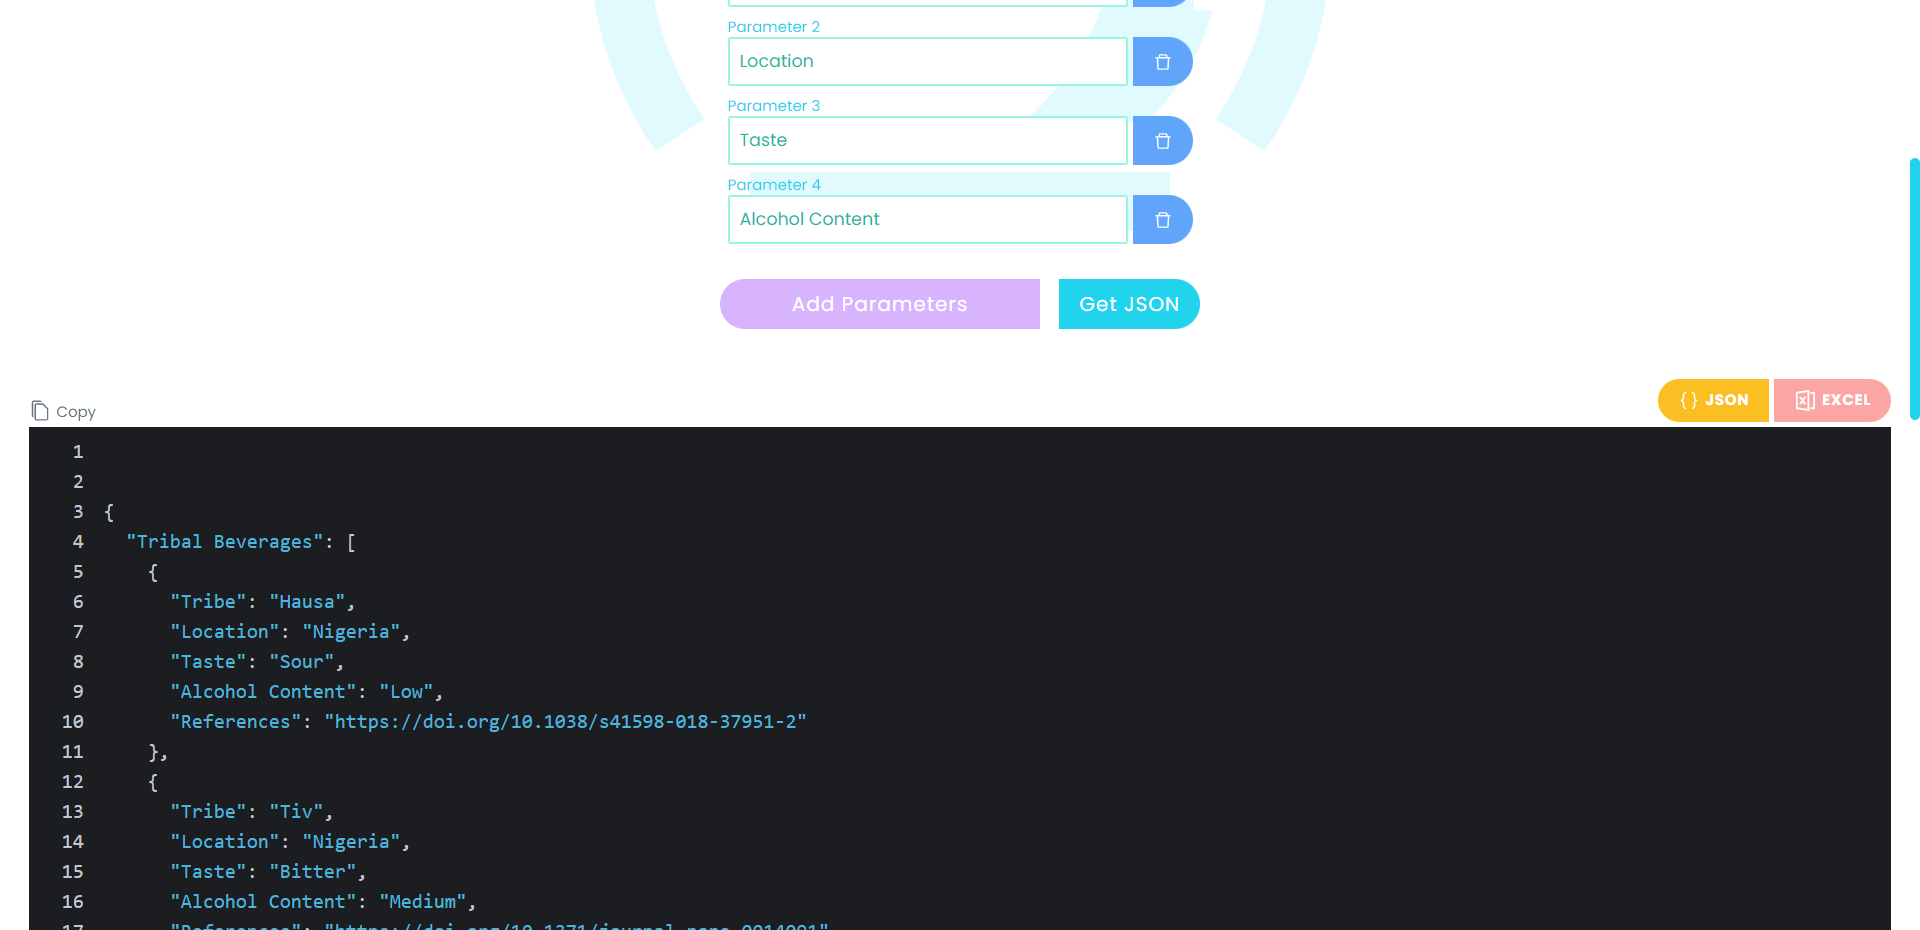 Parameter 2
Location
Parameter 3
Taste
Parameter 4
Alcohol Content
Add Parameters
Get JSON
Copy
{ } JSON
EXCEL
1
2
3 {
4 "Tribal Beverages": [
5 {
6 "Tribe": "Hausa",
7 "Location": "Nigeria",
8 "Taste": "Sour",
9 "Alcohol Content": "Low",
10 "References": "https://doi.org/10.1038/s41598-018-37951-2"
11 },
12 {
13 "Tribe": "Tiv",
14 "Location": "Nigeria",
15 "Taste": "Bitter",
16 "Alcohol Content": "Medium",
17 "References":